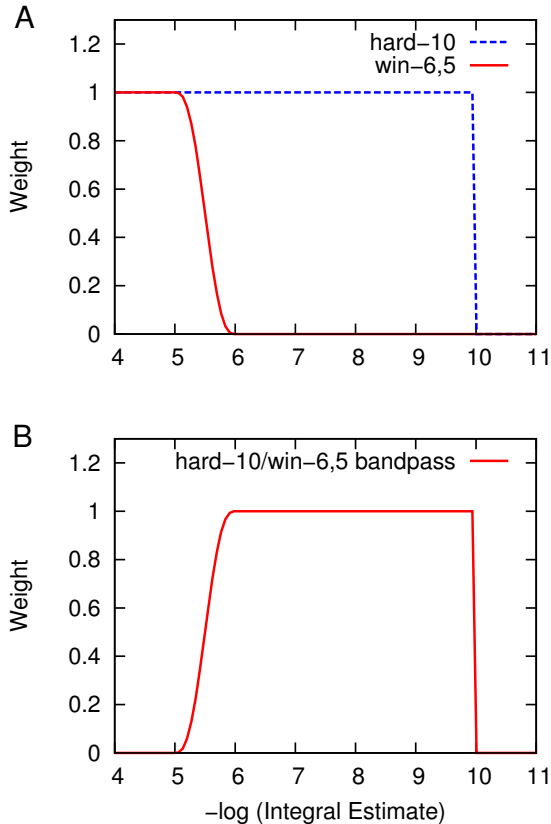 A
hard−10
win−6,5
1.2
1
0.8
0.6
0.4
0.2
0
Weight
4 5 6 7 8 9 10 11
B
hard−10/win−6,5 bandpass
1.2
1
0.8
0.6
0.4
0.2
0
Weight
4 5 6 7 8 9 10 11
−log (Integral Estimate)